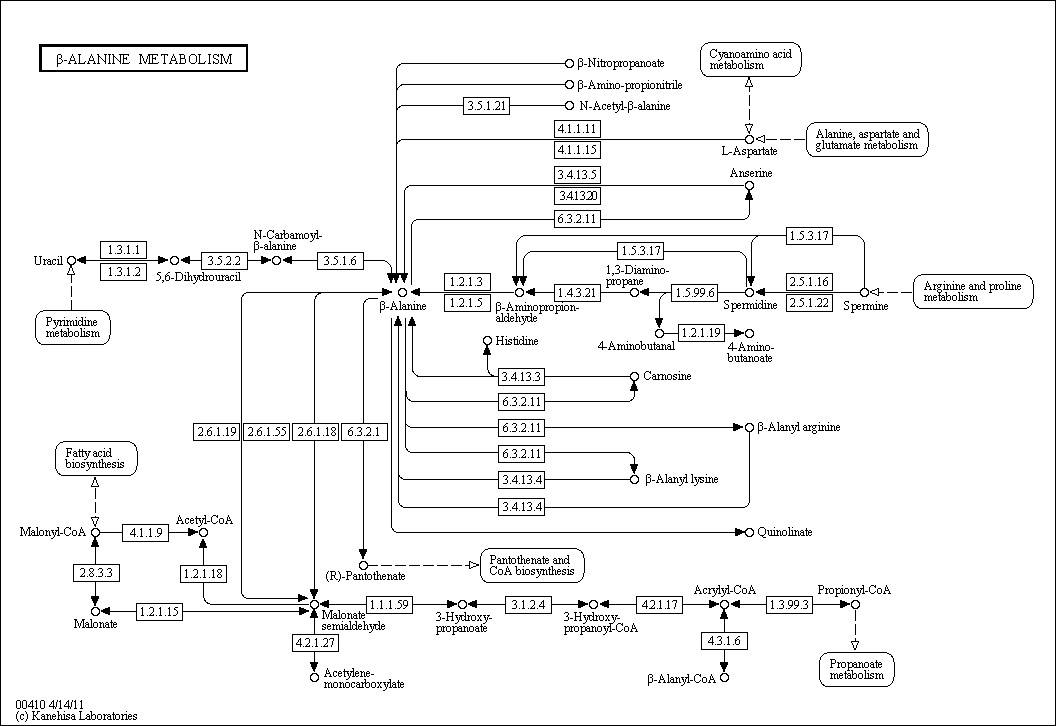 β-ALANINE METABOLISM
Cyanoamino acid
metabolism
β-Nitropropanoate
β-Amino-propionitrile
3.5.1.21
N-Acetyl-β-alanine
4.1.1.11
4.1.1.15
L-Aspartate
Alanine, aspartate and
glutamate metabolism
Anserine
3.4.13.5
3.4.13.20
6.3.2.11
1.5.3.17
1.5.3.17
N-Carbamoyl-
β-alanine
Uracil
1.3.1.1
1.3.1.2
5,6-Dihydrouracil
3.5.2.2
3.5.1.6
Pyrimidine
metabolism
β-Alanine
1.2.1.3
1.2.1.5
β-Aminopropion-
aldehyde
1.4.3.21
1,3-Diamino-
propane
1.5.99.6
Spermidine
2.5.1.16
2.5.1.22
Spermine
Arginine and proline
metabolism
4-Aminobutanal
1.2.1.19
4-Amino-
butanoate
Histidine
3.4.13.3
Carnosine
6.3.2.11
2.6.1.19
2.6.1.55
2.6.1.18
6.3.2.1
6.3.2.11
β-Alanyl arginine
6.3.2.11
3.4.13.4
β-Alanyl lysine
3.4.13.4
Quinolinate
Fatty acid
biosynthesis
Malonyl-CoA
4.1.1.9
Acetyl-CoA
2.8.3.3
1.2.1.18
Malonate
1.2.1.15
(R)-Pantothenate
Pantothenate and
CoA biosynthesis
Malonate
semialdehyde
1.1.1.59
3-Hydroxy-
propanoate
3.1.2.4
3-Hydroxy-
propanoyl-CoA
4.2.1.17
Acrylyl-CoA
1.3.99.3
Propionyl-CoA
4.2.1.27
Acetylene-
monocarboxylate
4.3.1.6
β-Alanyl-CoA
Propanoate
metabolism
00410 4/14/11
(c) Kanehisa Laboratories